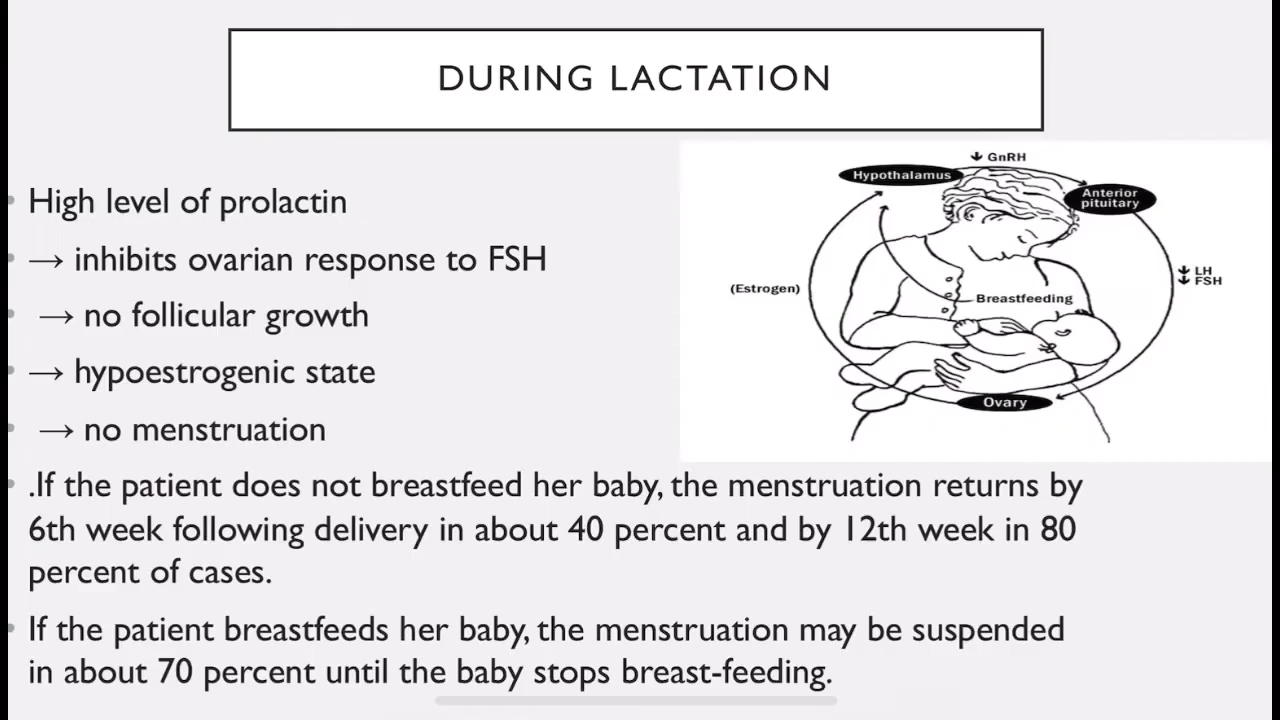 DURING LACTATION
High level of prolactin
→ inhibits ovarian response to FSH
→ no follicular growth
→ hypoestrogenic state
→ no menstruation
.If the patient does not breastfeed her baby, the menstruation returns by
6th week following delivery in about 40 percent and by 12th week in 80
percent of cases.
If the patient breastfeeds her baby, the menstruation may be suspended
in about 70 percent until the baby stops breast-feeding.
↓ GnRH
Hypothalamus
Anterior
pituitary
↓ LH
↓ FSH
(Estrogen)
Breastfeeding
Ovary